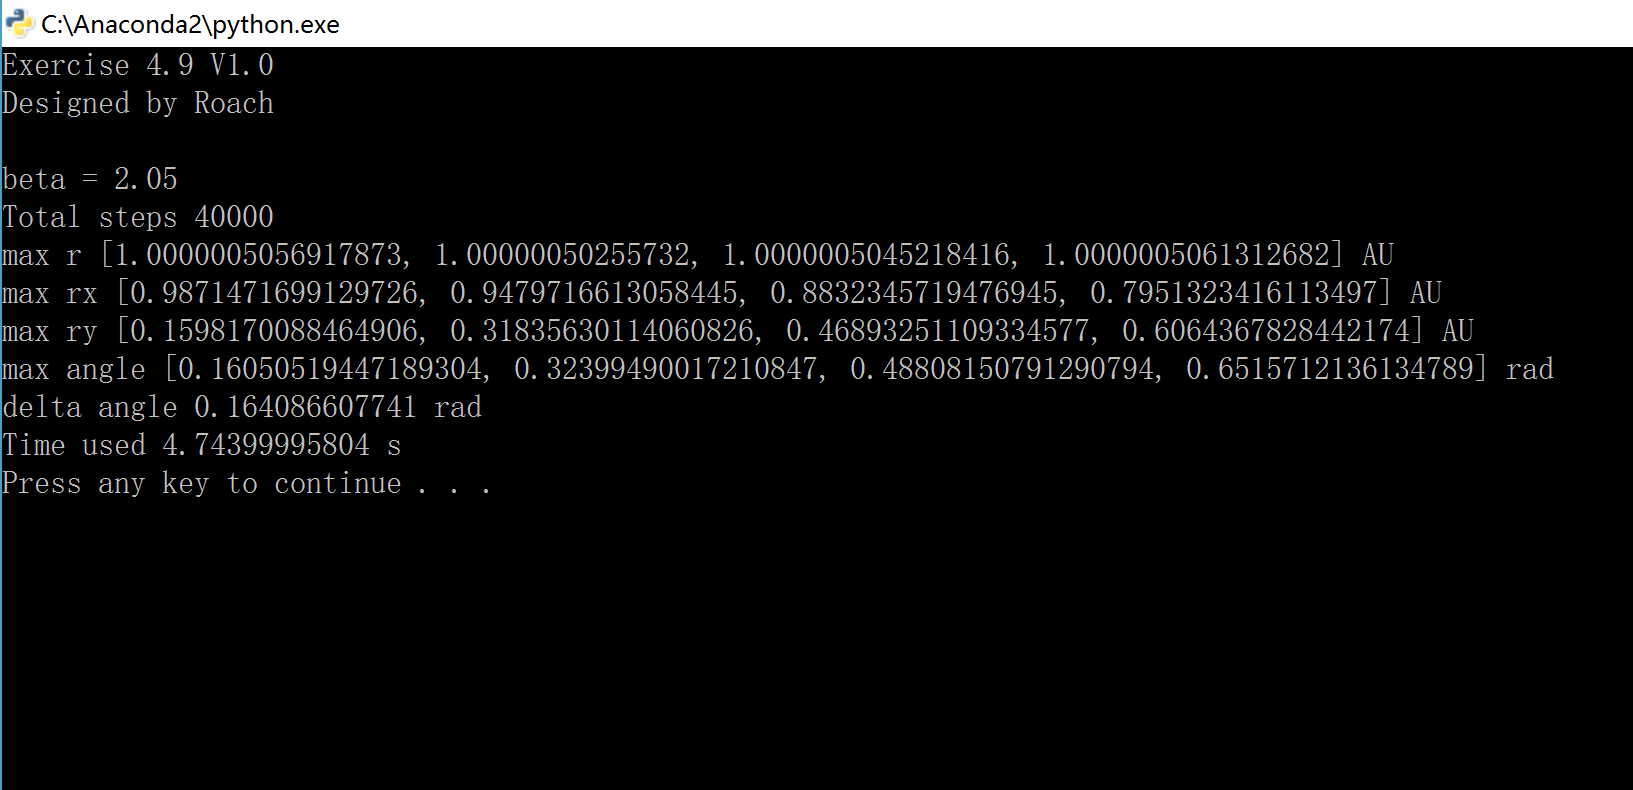 C:\Anaconda2\python.exe
Exercise 4.9 V1.0
Designed by Roach
beta = 2.05
Total steps 40000
max r [1.0000005056917873, 1.00000050255732, 1.0000005045218416, 1.0000005061312682] AU
max rx [0.9871471699129726, 0.9479716613058445, 0.8832345719476945, 0.7951323416113497] AU
max ry [0.1598170088464906, 0.31835630114060826, 0.46893251109334577, 0.6064367828442174] AU
max angle [0.16050519447189304, 0.32399490017210847, 0.48808150791290794, 0.6515712136134789] rad
delta angle 0.164086607741 rad
Time used 4.74399995804 s
Press any key to continue . . .